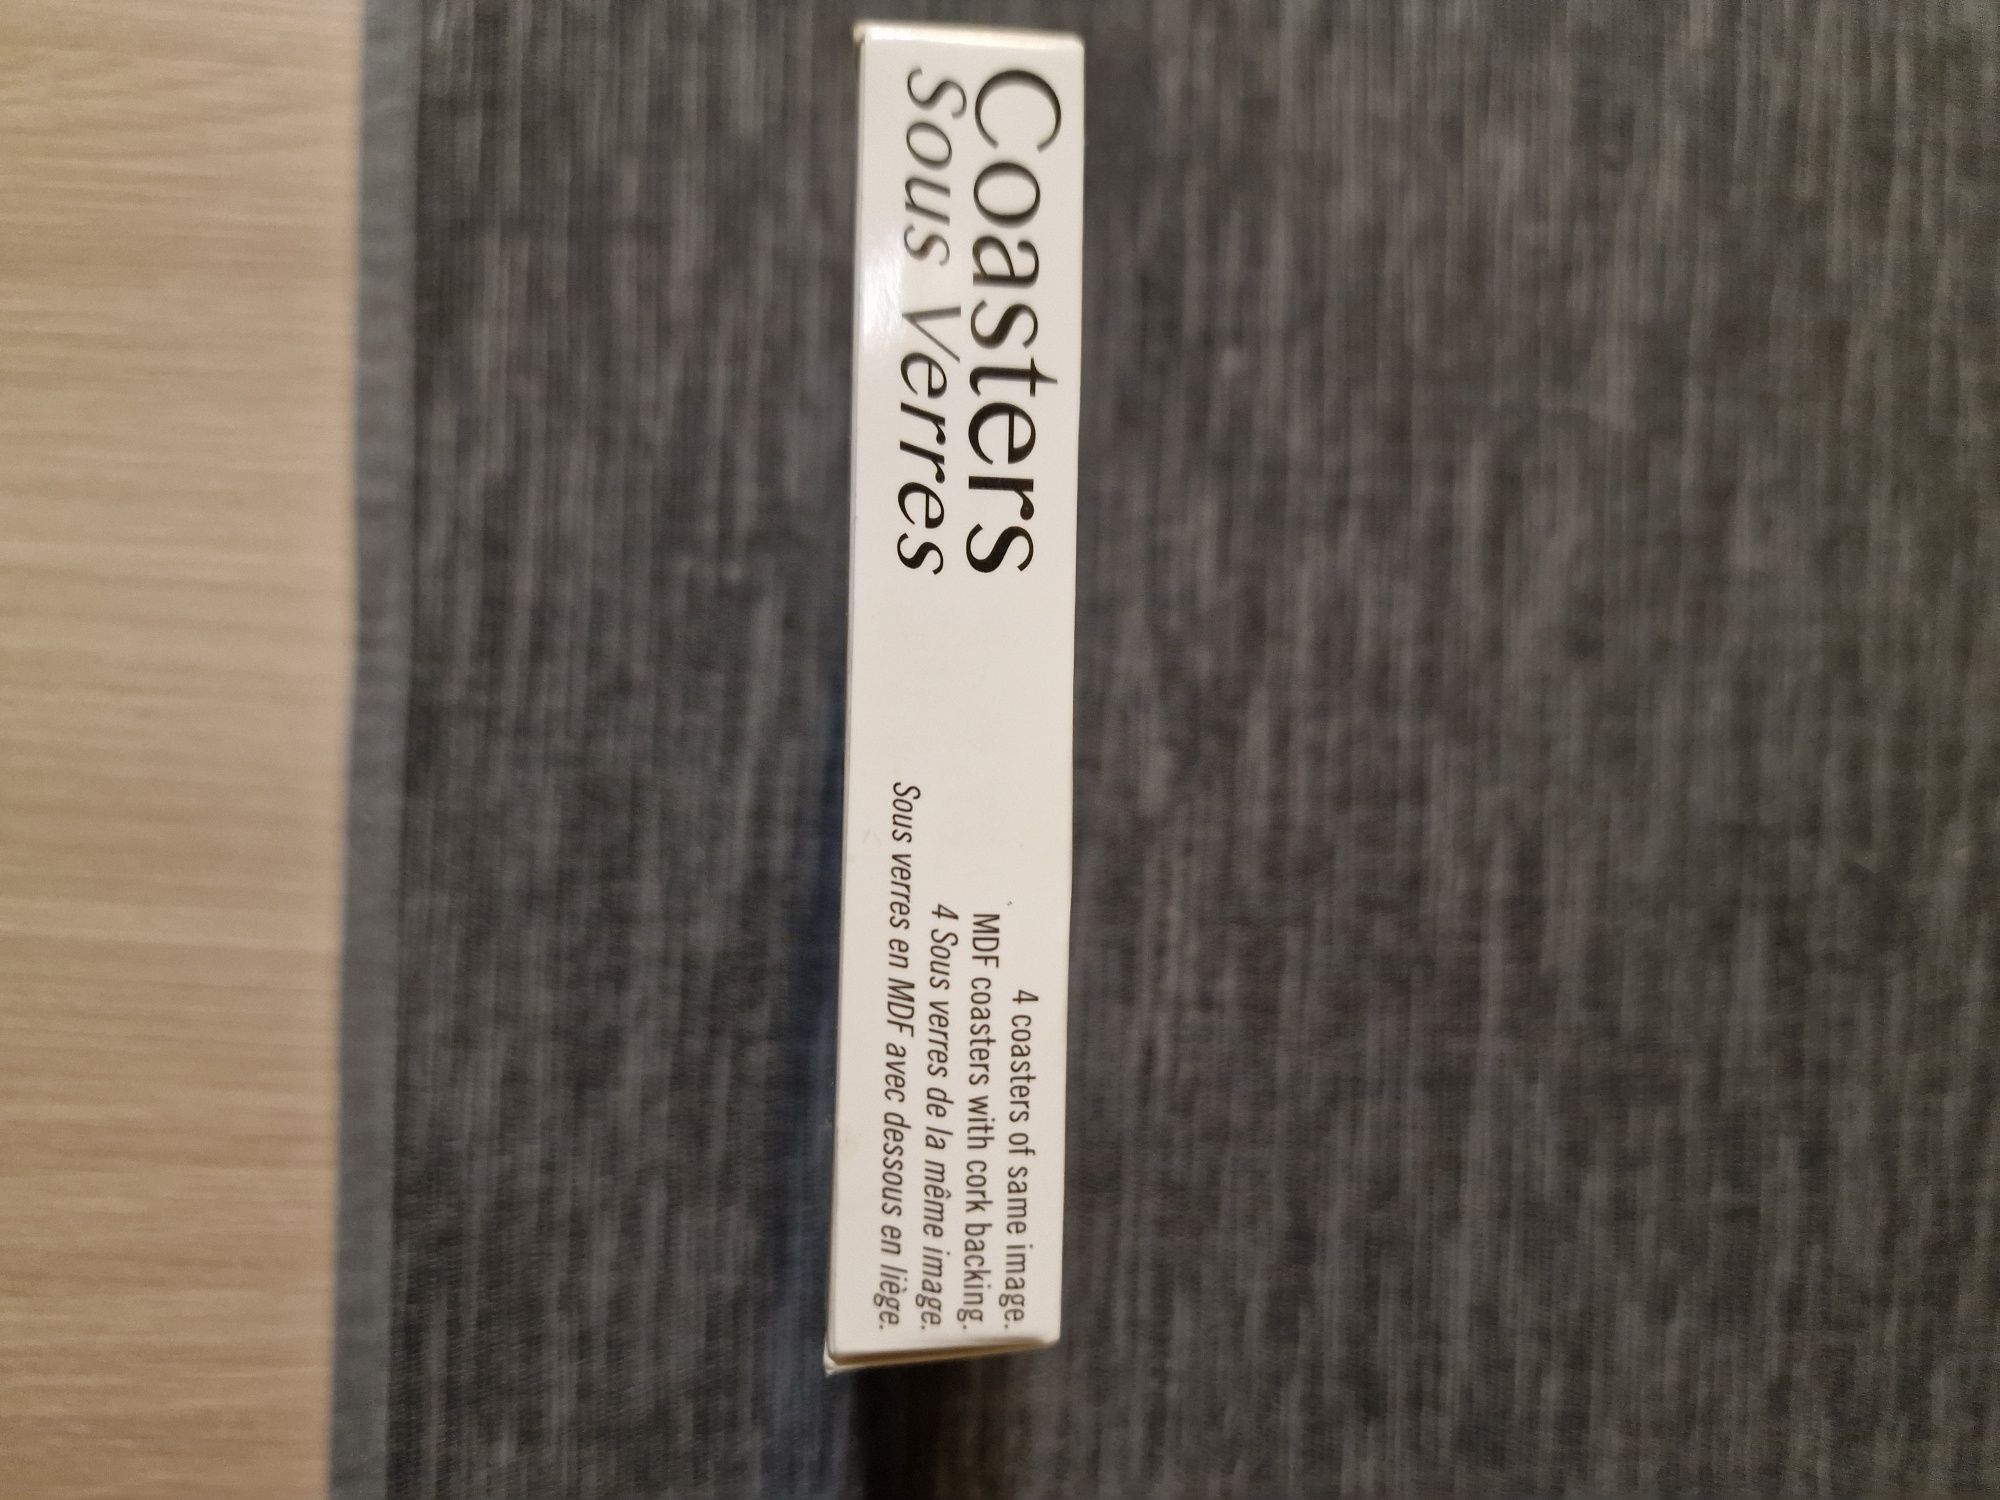 Coasters
Sous Verres
4 coasters of same image.
MDF coasters with cork backing.
4 Sous verres de la même image.
Sous verres en MDF avec dessous en liège.